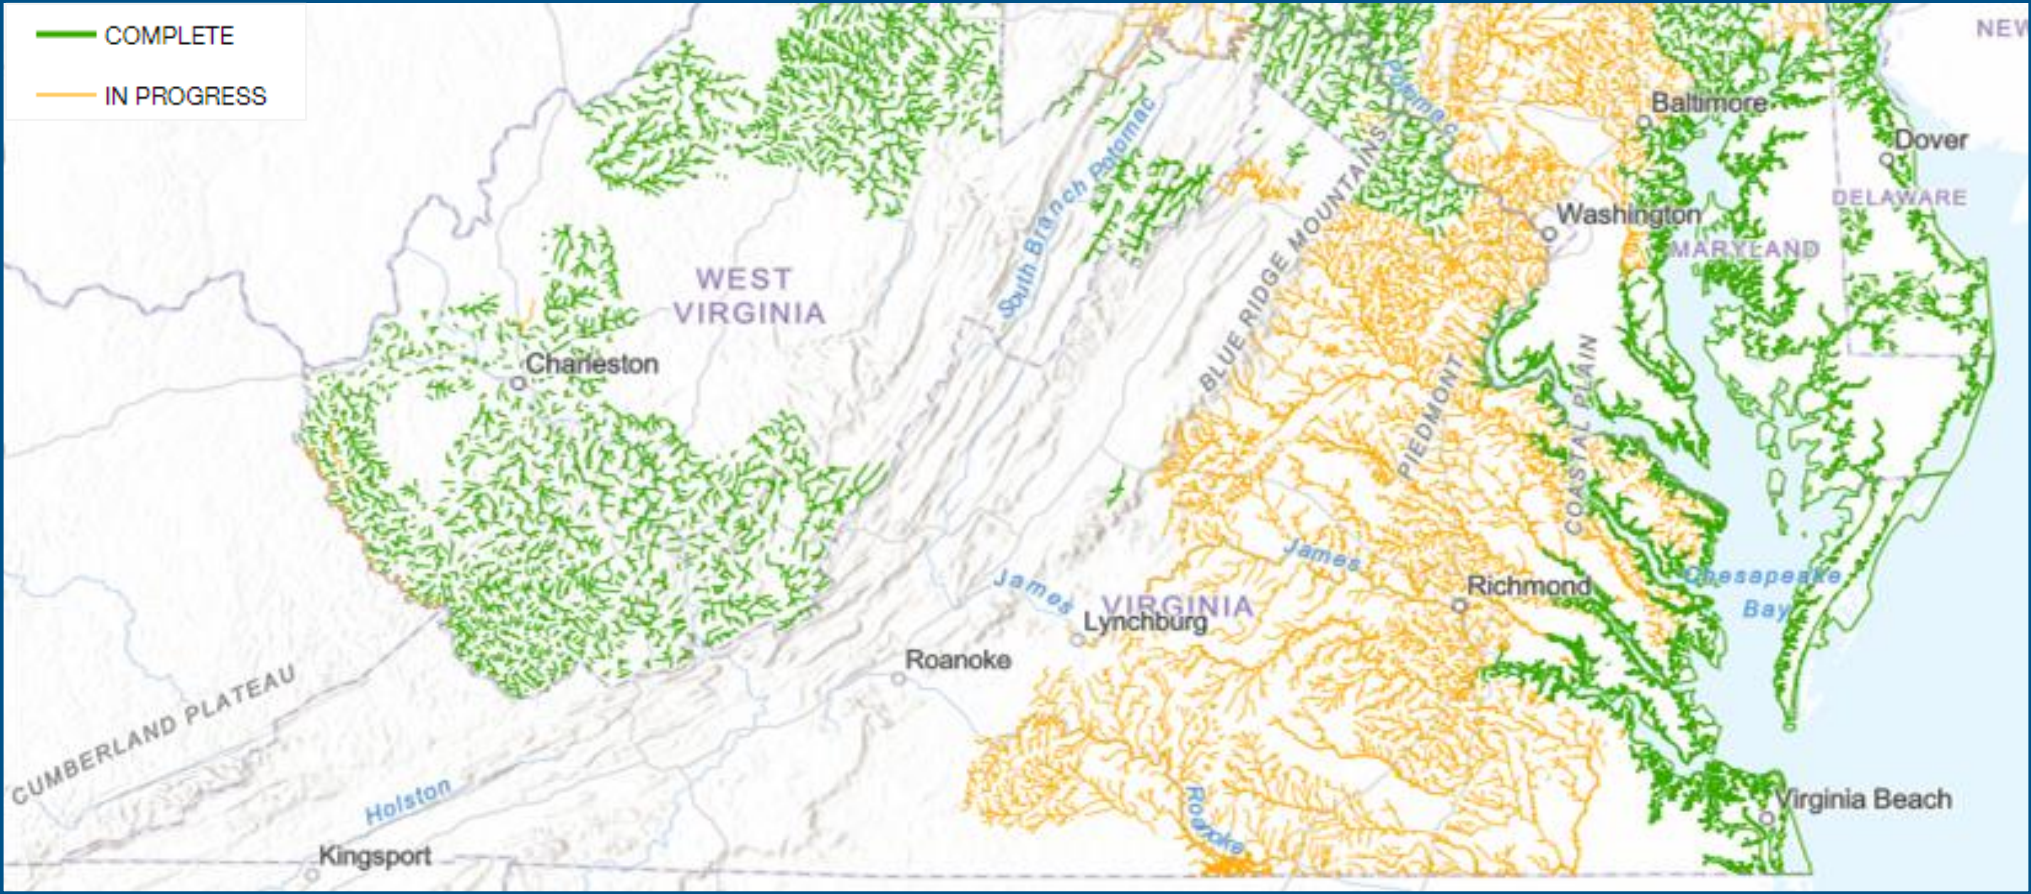 COMPLETE
IN PROGRESS
NEW
Potomac
Baltimore
Dover
South Branch Potomac
DELAWARE
Washington
MARYLAND
WEST
VIRGINIA
BLUE RIDGE MOUNTAINS
Charleston
PIEDMONT
COASTAL PLAIN
James
Chesapeake
Bay
Richmond
James
VIRGINIA
Lynchburg
Roanoke
CUMBERLAND PLATEAU
Holston
Roanoke
Virginia Beach
Kingsport